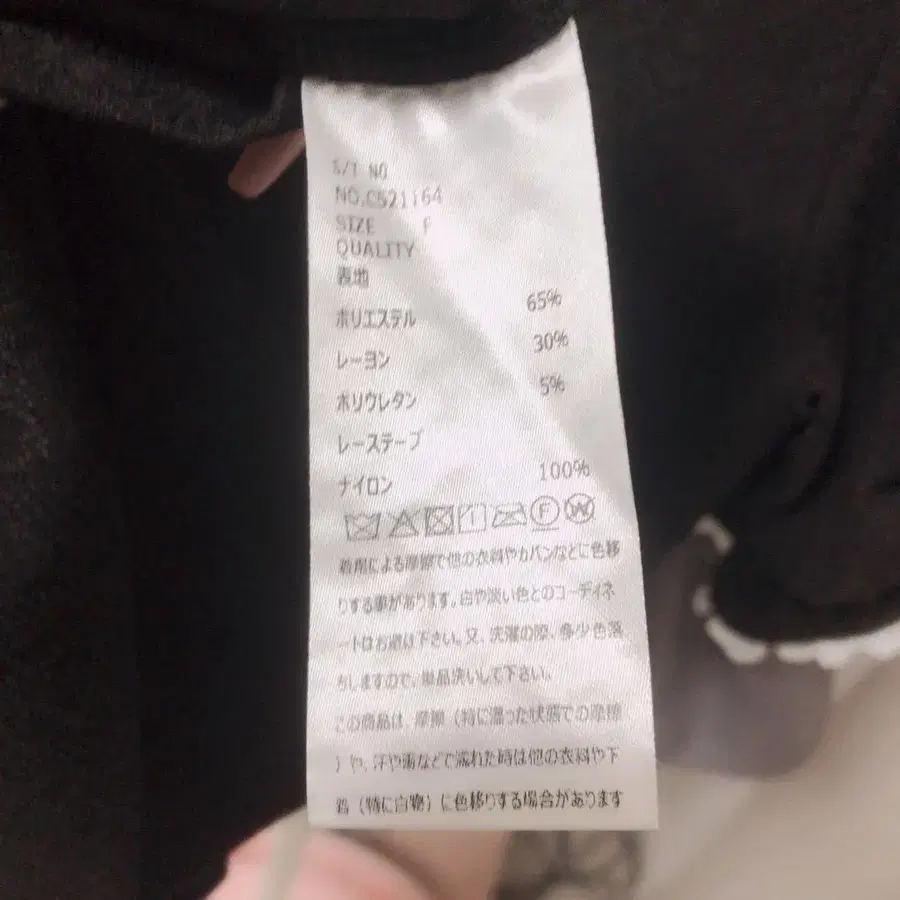 S/T NO
NO.CS21164
SIZE F
QUALITY
表地
ポリエステル 65%
レーヨン 30%
ポリウレタン 5%
レーステープ
ナイロン 100%
F W
着用による摩擦で他の衣料やカバンなどに色移
りする事があります。白や淡い色とのコーディネ
ートはお避け下さい。又、洗濯の際、多少色落
ちしますので、単品洗いして下さい。
この商品は、摩擦(特に湿った状態での摩擦
)や、汗や雨などで濡れた時は他の衣料や下
着(特に白物)に色移りする場合があります